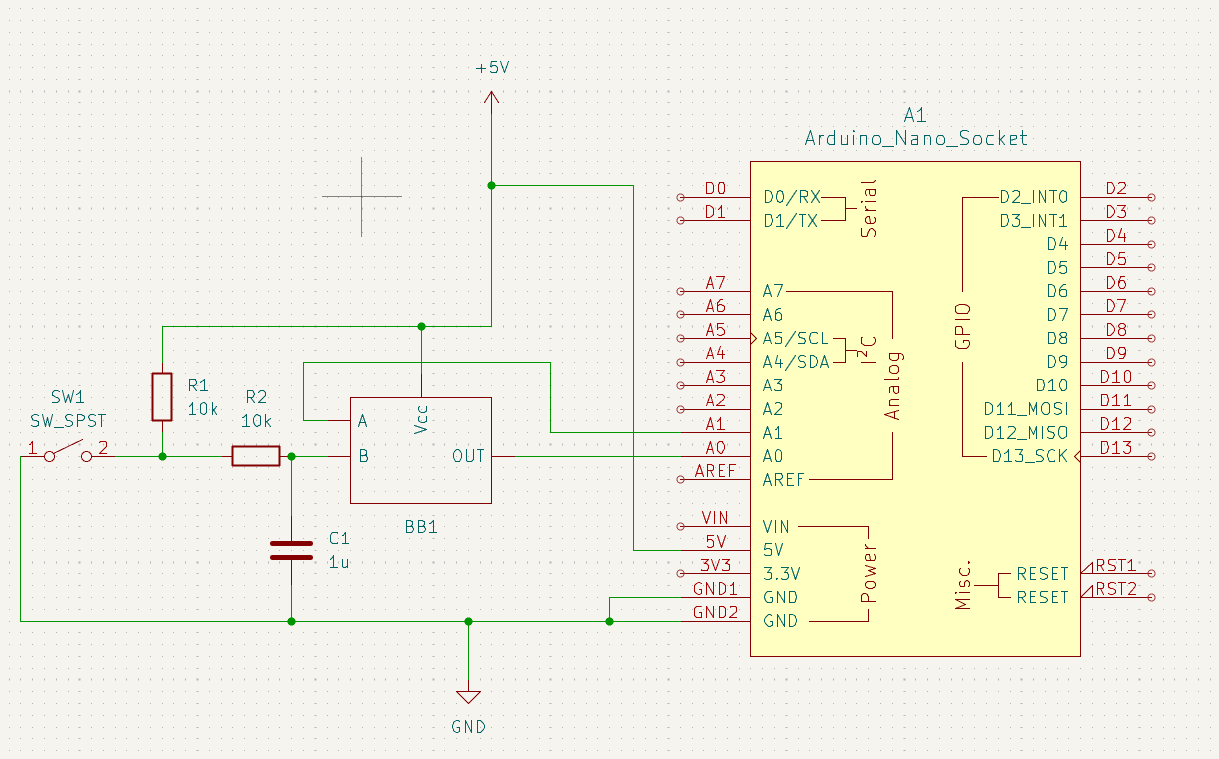 +5V
A1
Arduino_Nano_Socket
D0
D0/RX
D1
D1/TX
Serial
A7
A7
A6
A6
A5
A5/SCL
A4
A4/SDA
I²C
A3
A3
A2
A2
A1
A1
A0
A0
AREF
AREF
Analog
VIN
VIN
5V
5V
3V3
3.3V
GND1
GND
GND2
GND
Power
D2_INT0
D2
D3_INT1
D3
D4
D4
D5
D5
D6
D6
D7
D7
D8
D8
D9
D9
D10
D10
D11_MOSI
D11
D12_MISO
D12
D13_SCK
D13
GPIO
RESET
RST1
RESET
RST2
Misc.
SW1
SW_SPST
1
2
R1
10k
R2
10k
A
B
Vcc
OUT
BB1
C1
1u
GND